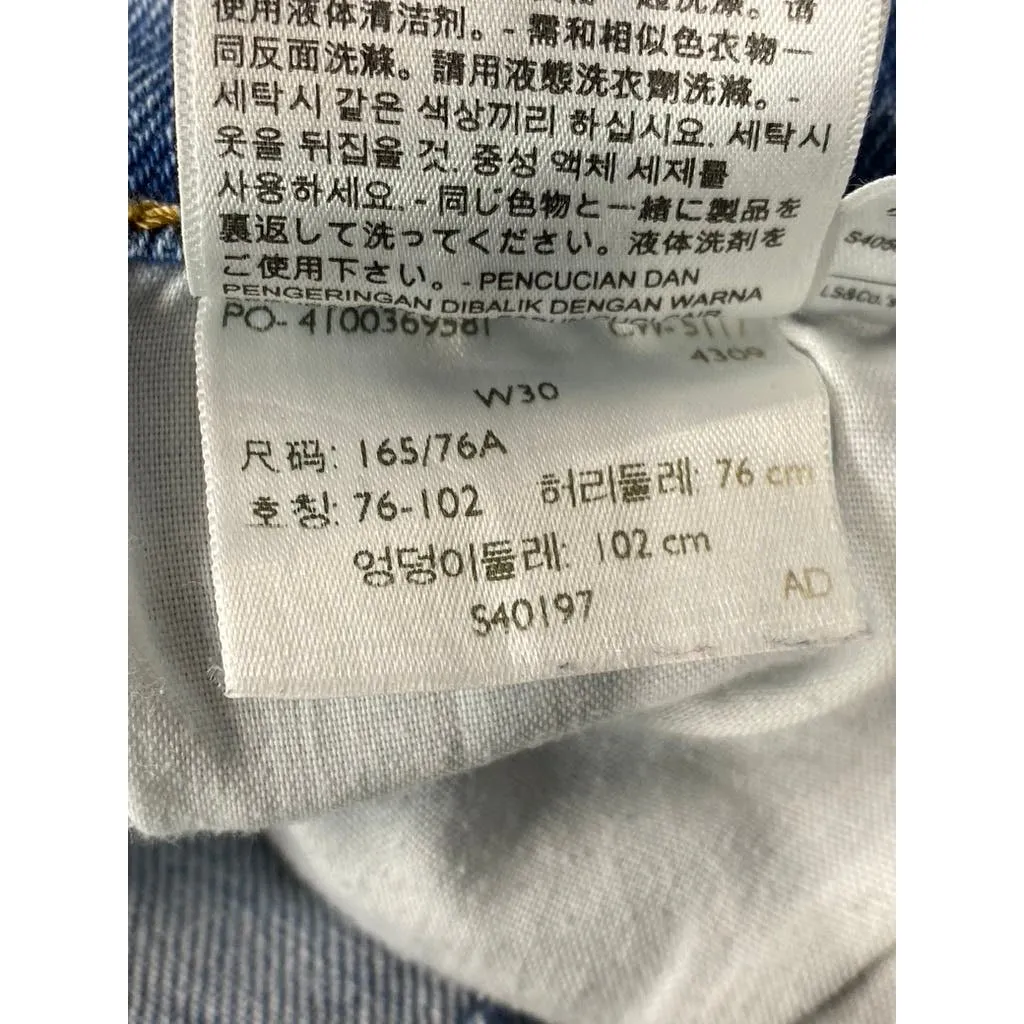 使用液体清洁剂。- 需和相似色衣物一
同反面洗滌。請用液態洗衣劑洗滌。-
세탁시 같은 색상끼리 하십시요. 세탁시
옷을 뒤집을 것. 중성 액체 세제를
사용하세요. - 同じ色物と一緒に製品を
裏返して洗ってください。液体洗剤を
ご使用下さい。- PENCUCIAN DAN
PENGERINGAN DIBALIK DENGAN WARNA
PO- 4100369581
4309
W30
尺码: 165/76A
호칭: 76-102 허리둘레: 76 cm
엉덩이둘레: 102 cm
S40197 AD
LS&Co.